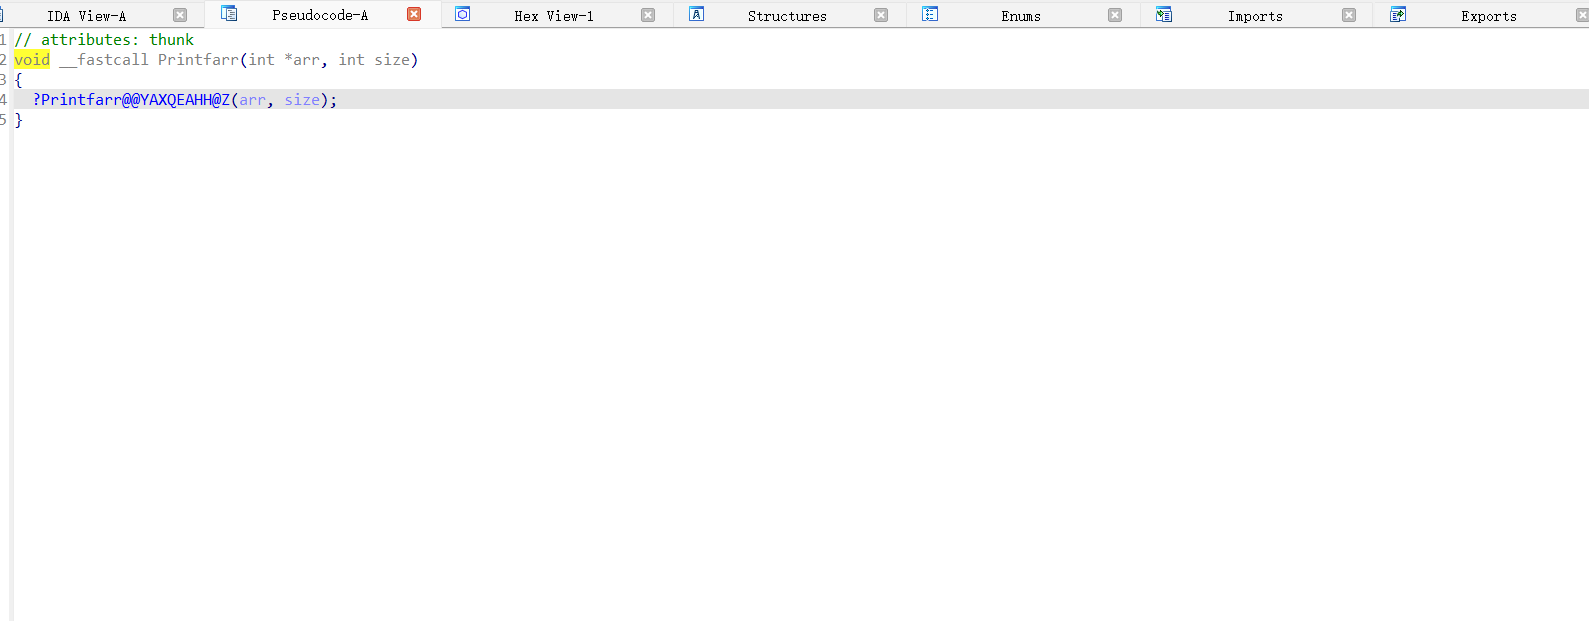 IDA View-A Pseudocode-A Hex View-1 Structures Enums Imports Exports
1 // attributes: thunk
2 void __fastcall Printfarr(int *arr, int size)
3 {
4 ?Printfarr@@YAXQEAHH@Z(arr, size);
5 }